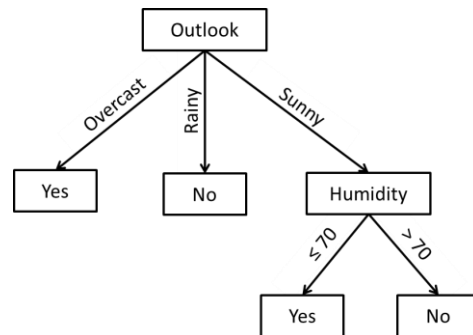 Outlook
Overcast
Rainy
Sunny
Yes
No
Humidity
≤ 70
> 70
Yes
No